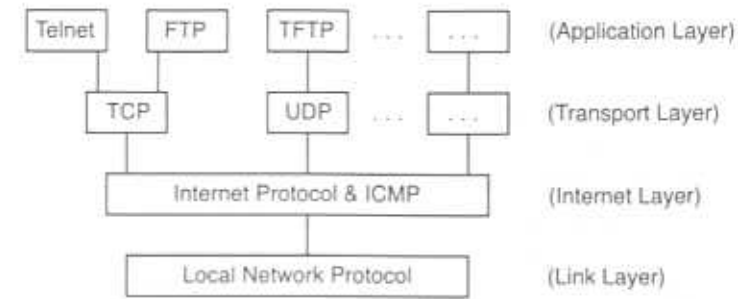 Telnet FTP TFTP . . . . . . (Application Layer)
TCP UDP . . . . . . (Transport Layer)
Internet Protocol & ICMP (Internet Layer)
Local Network Protocol (Link Layer)